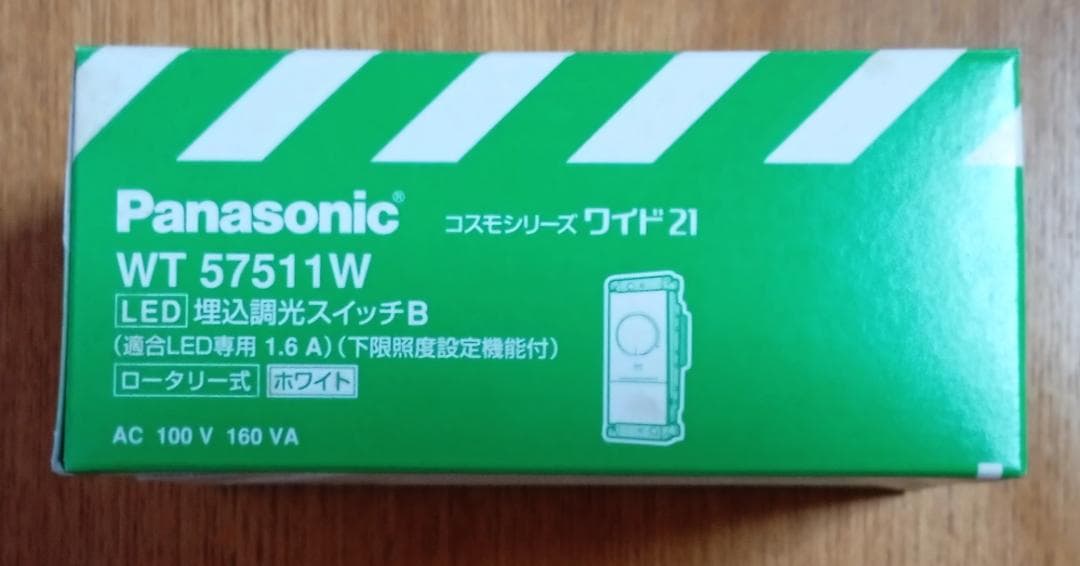 Panasonic® コスモシリーズ ワイド21
WT 57511W
LED 埋込調光スイッチB
(適合LED専用 1.6 A)(下限照度設定機能付)
ロータリー式 ホワイト
AC 100 V 160 VA